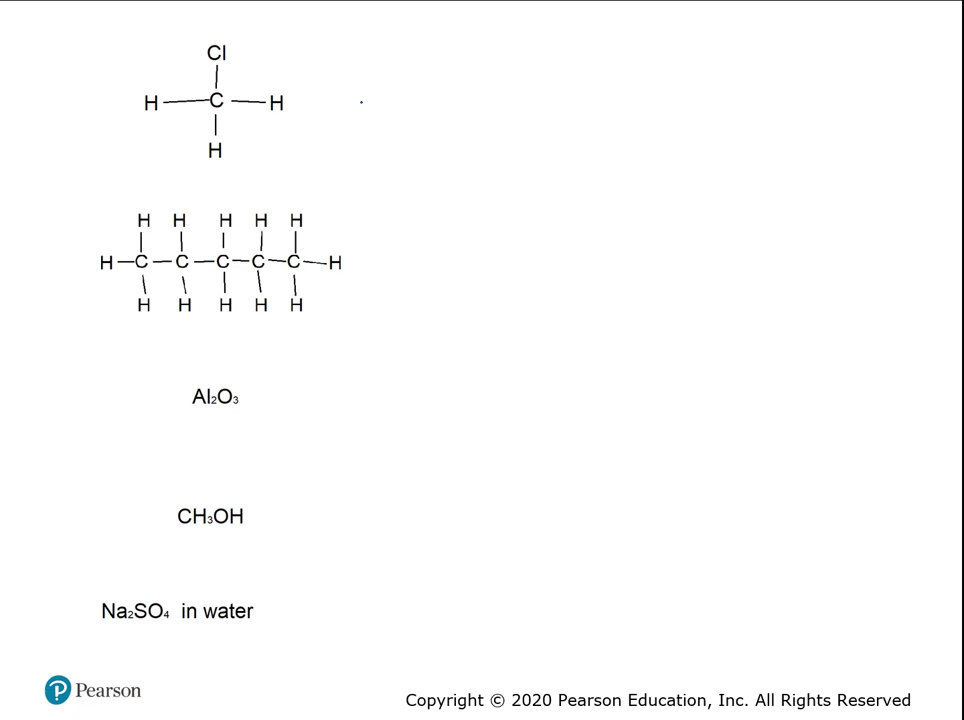 Cl
H C H
H
H H H H H
H C C C C C H
H H H H H
Al₂O₃
CH₃OH
Na₂SO₄ in water
Pearson
Copyright © 2020 Pearson Education, Inc. All Rights Reserved